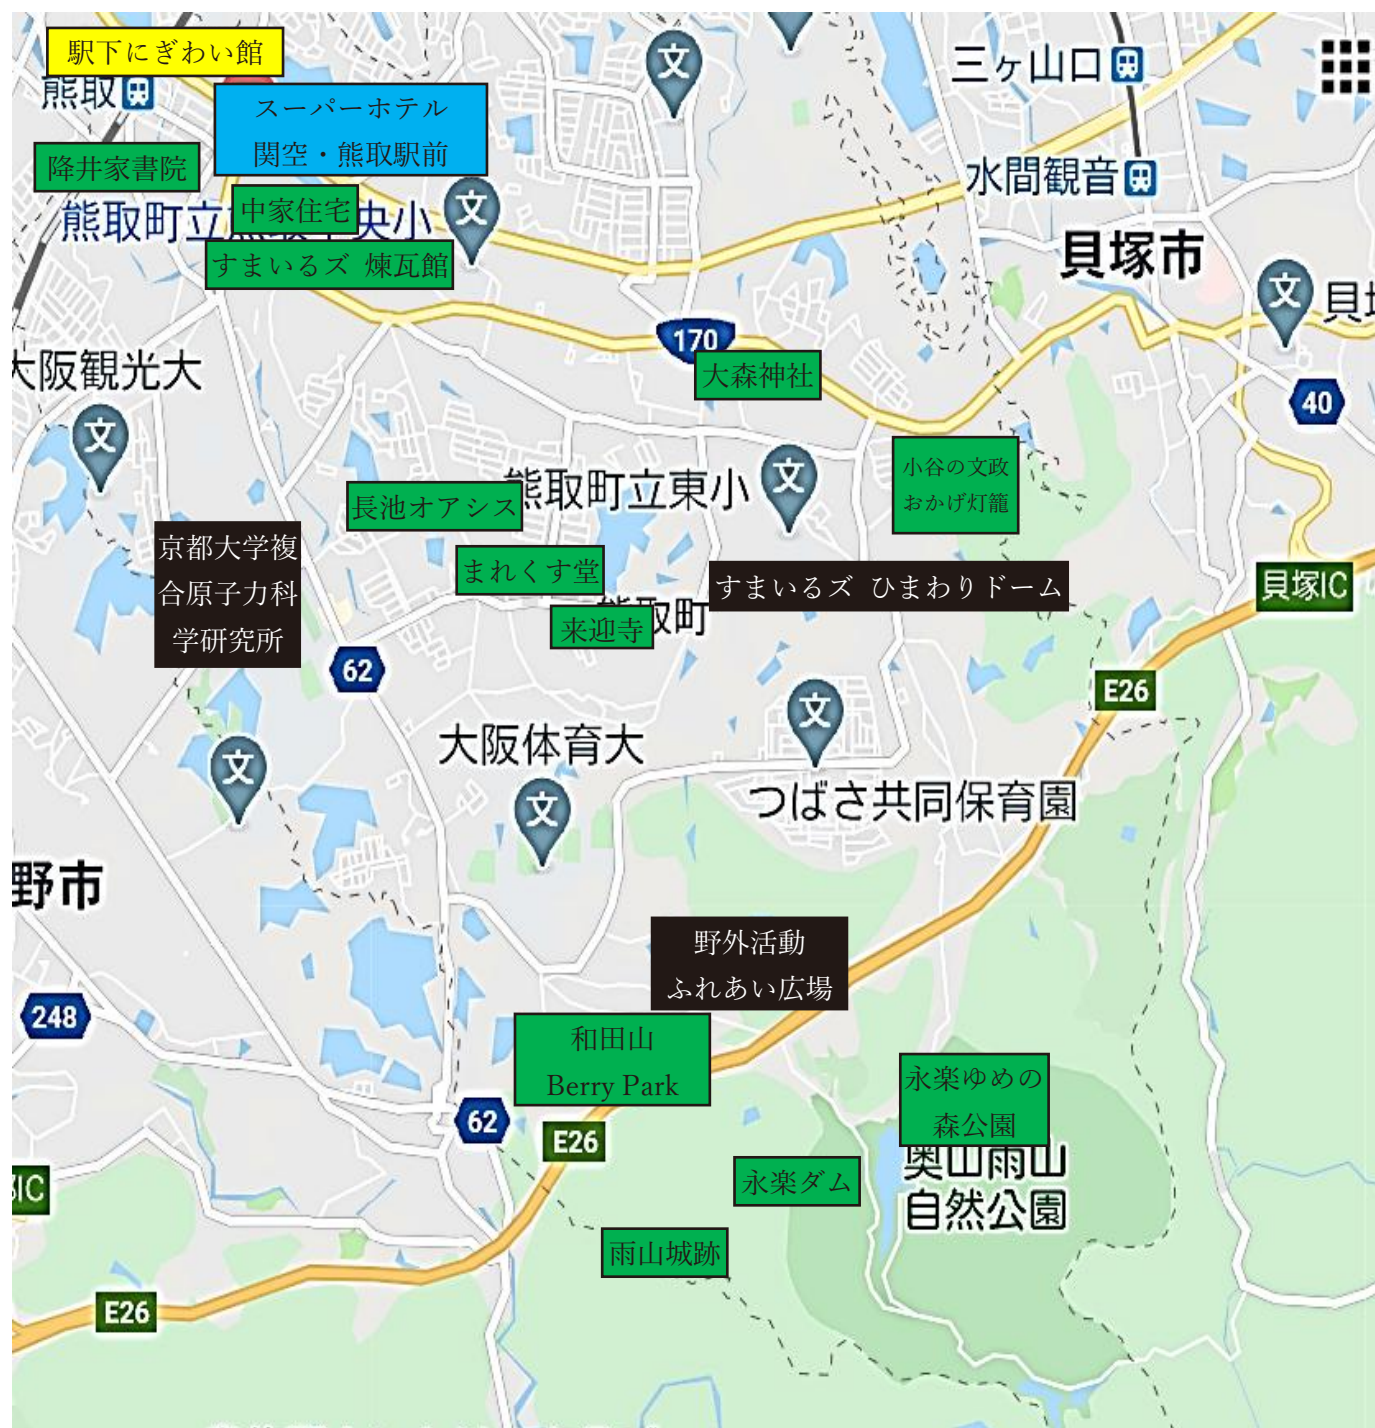 駅下にぎわい館
熊取
三ヶ山口
スーパーホテル
関空・熊取駅前
降井家書院
水間観音
中家住宅
熊取町立
央小
すまいるズ 煉瓦館
貝塚市
文
文
文
貝塚
170
大森神社
大阪観光大
文
40
小谷の文政
おかげ灯籠
熊取町立東小
文
長池オアシス
京都大学複
合原子力科
学研究所
まれくす堂
すまいるズ ひまわりドーム
貝塚IC
来迎寺
熊取町
62
E26
文
大阪体育大
文
文
つばさ共同保育園
野市
野外活動
ふれあい広場
248
和田山
Berry Park
永楽ゆめの
森公園
62
E26
奥山雨山
自然公園
永楽ダム
IC
雨山城跡
E26